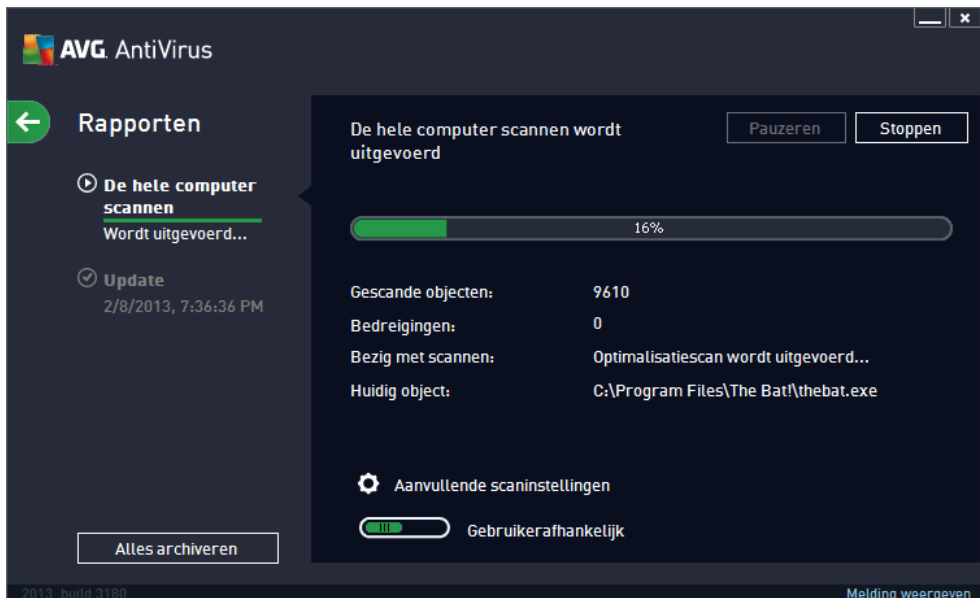 AVG. AntiVirus
Rapporten
De hele computer
scannen
Wordt uitgevoerd...
Update
2/8/2013, 7:36:36 PM
Alles archiveren
De hele computer scannen wordt
uitgevoerd
Pauzeren
Stoppen
16%
Gescande objecten: 9610
Bedreigingen: 0
Bezig met scannen: Optimalisatiescan wordt uitgevoerd...
Huidig object: C:\Program Files\The Bat!\thebat.exe
Aanvullende scaninstellingen
Gebruikerafhankelijk
2013 build 3180
Melding weergeven